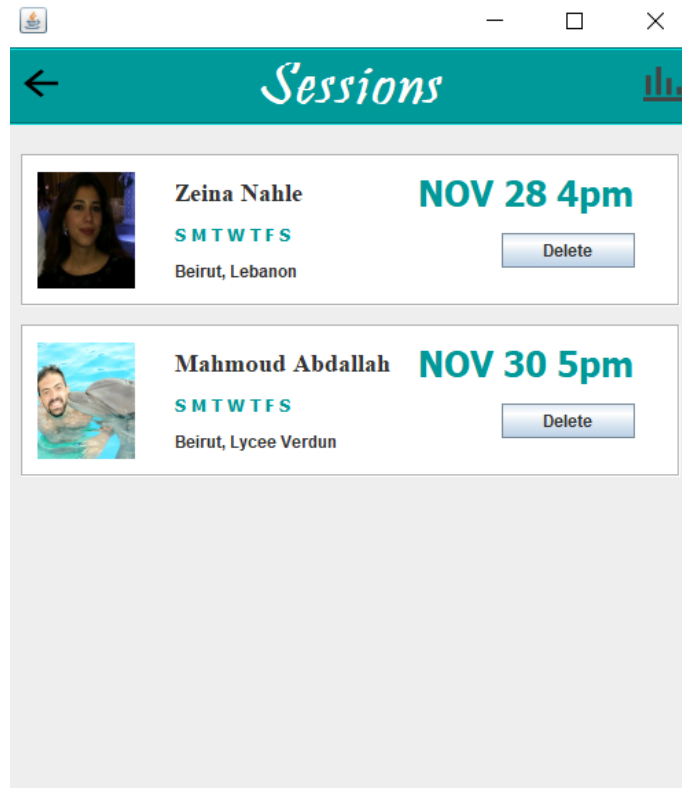 Sessions
Zeina Nahle
NOV 28 4pm
S M T W T F S
Delete
Beirut, Lebanon
Mahmoud Abdallah
NOV 30 5pm
S M T W T F S
Delete
Beirut, Lycee Verdun